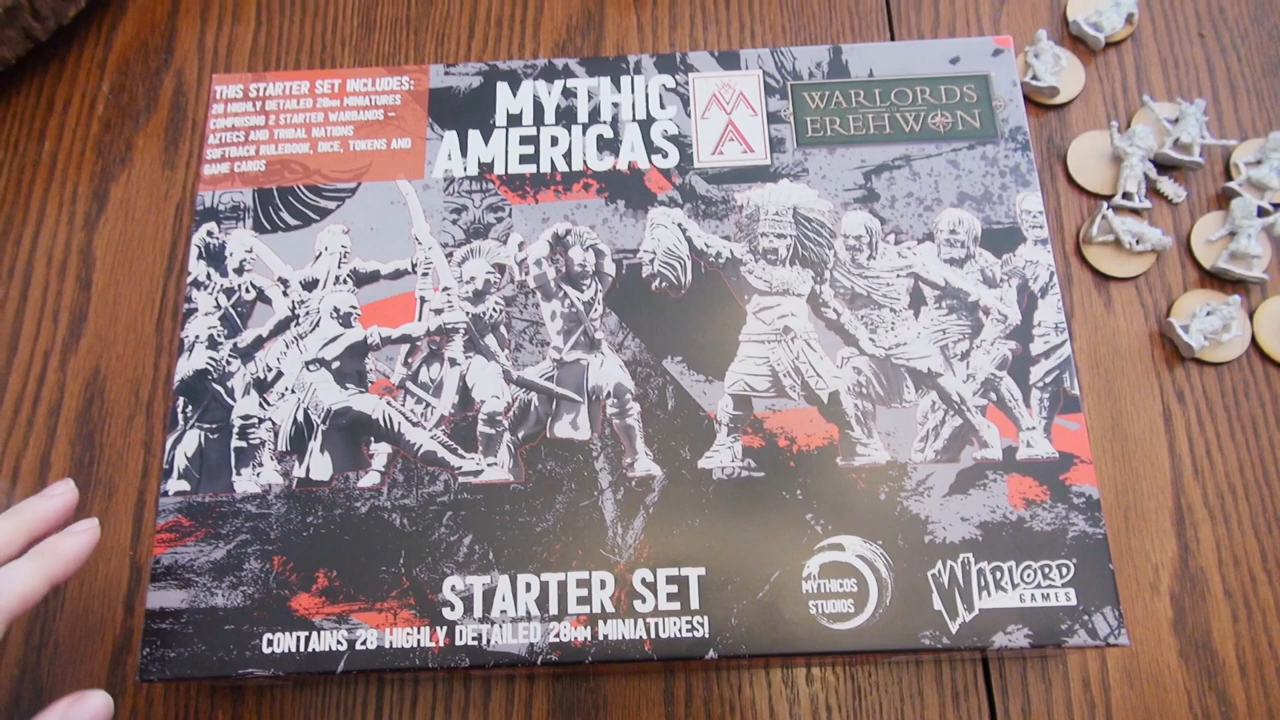 THIS STARTER SET INCLUDES:
28 HIGHLY DETAILED 28MM MINIATURES
COMPRISING 2 STARTER WARBANDS –
AZTECS AND TRIBAL NATIONS
SOFTBACK RULEBOOK, DICE, TOKENS AND
GAME CARDS
MYTHIC
AMERICAS
MA
WARLORDS
OF
EREHWON
STARTER SET
CONTAINS 28 HIGHLY DETAILED 28MM MINIATURES!
MYTHICOS
STUDIOS
WARLORD
GAMES